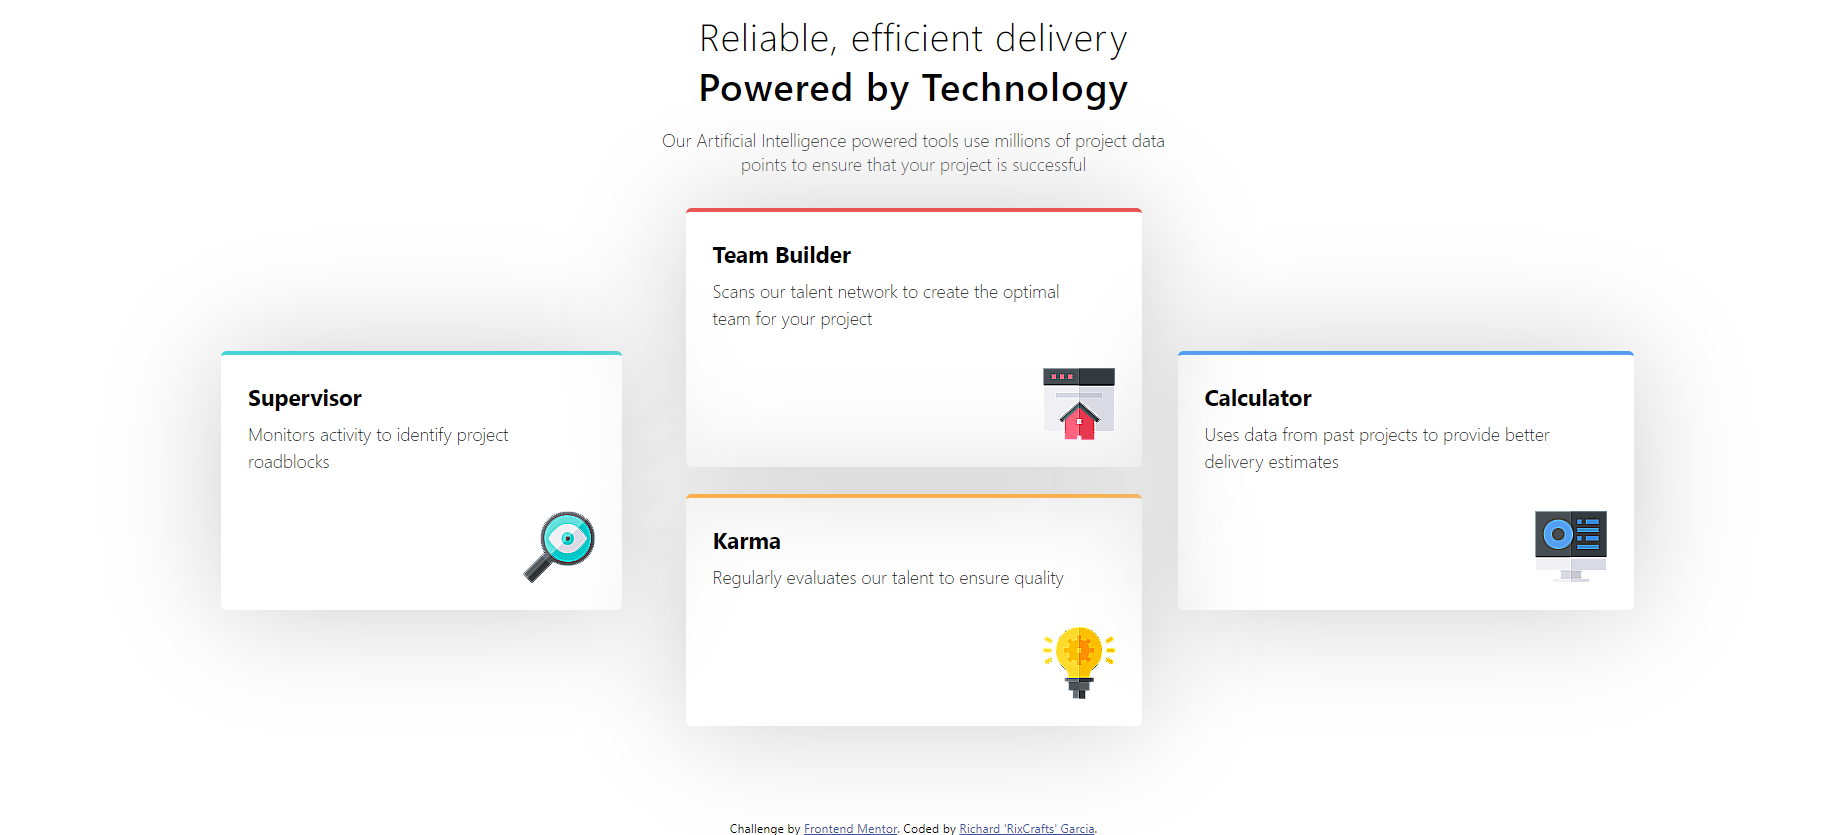 Reliable, efficient delivery
Powered by Technology
Our Artificial Intelligence powered tools use millions of project data
points to ensure that your project is successful
Supervisor
Monitors activity to identify project
roadblocks
Team Builder
Scans our talent network to create the optimal
team for your project
Karma
Regularly evaluates our talent to ensure quality
Calculator
Uses data from past projects to provide better
delivery estimates
Challenge by Frontend Mentor. Coded by Richard 'RixCrafts' Garcia.